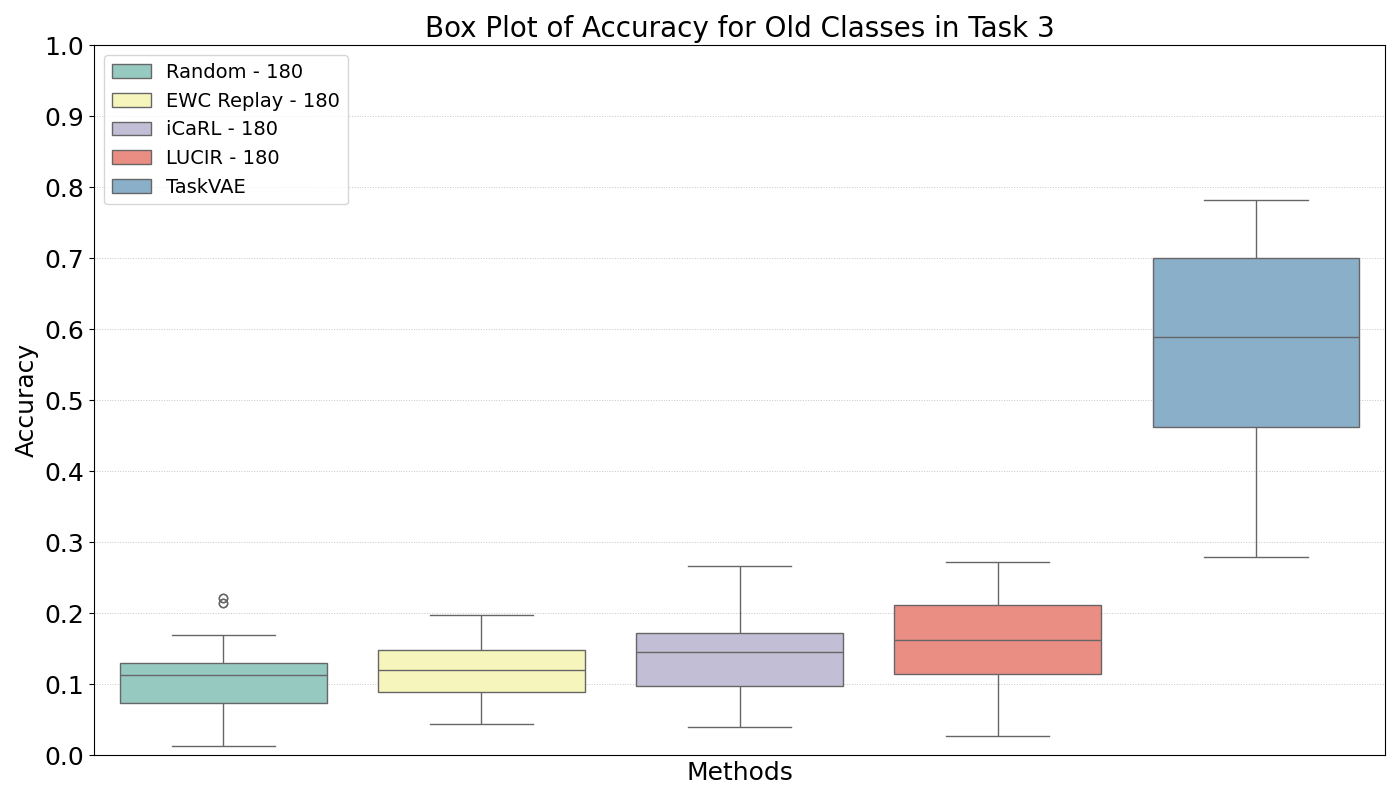 Box Plot of Accuracy for Old Classes in Task 3
1.0
0.9
0.8
0.7
0.6
0.5
0.4
0.3
0.2
0.1
0.0
Accuracy
Random - 180
EWC Replay - 180
iCaRL - 180
LUCIR - 180
TaskVAE
Methods